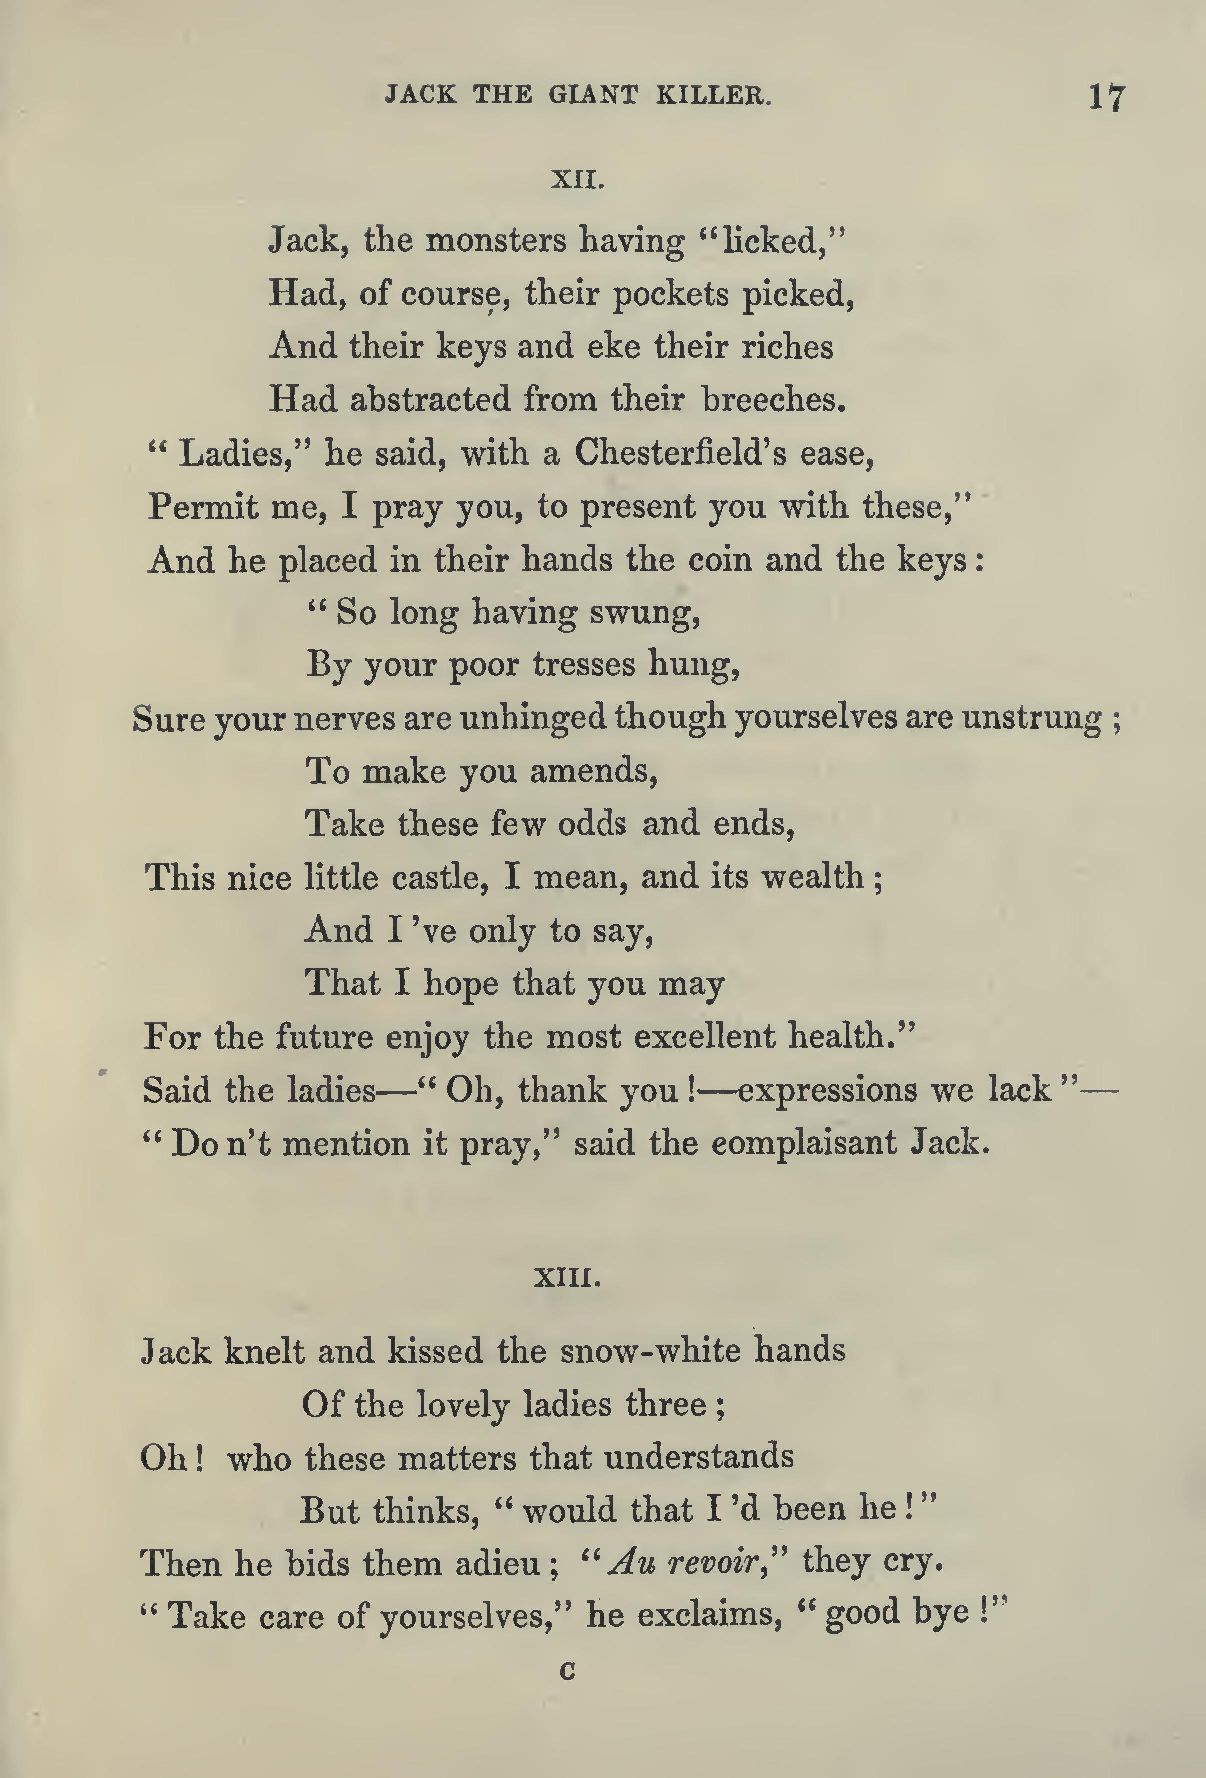 JACK THE GIANT KILLER. 17
XII.
Jack, the monsters having “licked,”
Had, of course, their pockets picked,
And their keys and eke their riches
Had abstracted from their breeches.
“Ladies,” he said, with a Chesterfield’s ease,
Permit me, I pray you, to present you with these,”
And he placed in their hands the coin and the keys:
“So long having swung,
By your poor tresses hung,
Sure your nerves are unhinged though yourselves are unstrung;
To make you amends,
Take these few odds and ends,
This nice little castle, I mean, and its wealth;
And I ’ve only to say,
That I hope that you may
For the future enjoy the most excellent health.”
Said the ladies—“Oh, thank you!—expressions we lack”—
“Do n’t mention it pray,” said the complaisant Jack.
XIII.
Jack knelt and kissed the snow-white hands
Of the lovely ladies three;
Oh! who these matters that understands
But thinks, “would that I ’d been he!”
Then he bids them adieu; “Au revoir,” they cry.
“Take care of yourselves,” he exclaims, “good bye!”
C